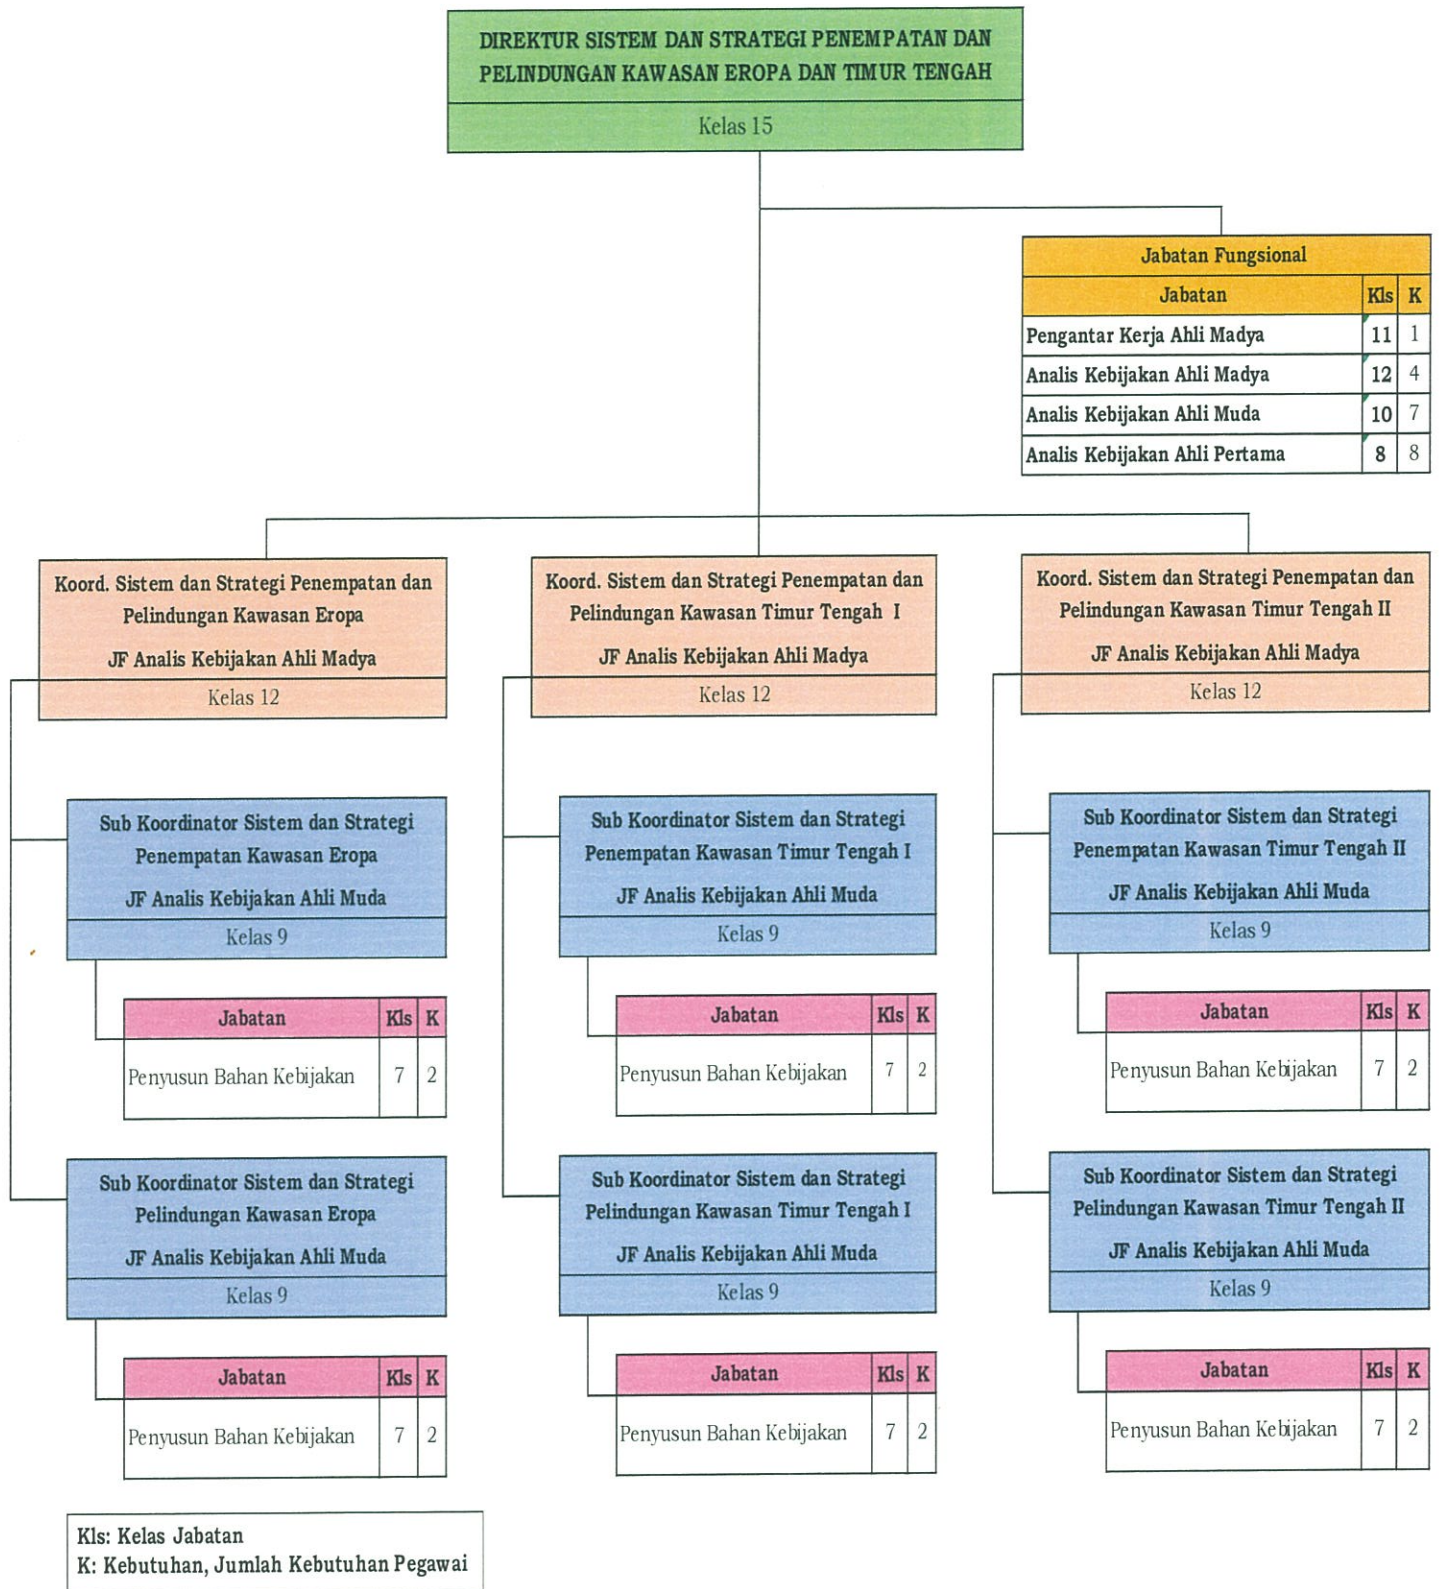 DIREKTUR SISTEM DAN STRATEGI PENEMPATAN DAN
PELINDUNGAN KAWASAN EROPA DAN TIMUR TENGAH
Kelas 15
Jabatan Fungsional
Jabatan Kls K
Pengantar Kerja Ahli Madya 11 1
Analis Kebijakan Ahli Madya 12 4
Analis Kebijakan Ahli Muda 10 7
Analis Kebijakan Ahli Pertama 8 8
Koord. Sistem dan Strategi Penempatan dan
Pelindungan Kawasan Eropa
JF Analis Kebijakan Ahli Madya
Kelas 12
Sub Koordinator Sistem dan Strategi
Penempatan Kawasan Eropa
JF Analis Kebijakan Ahli Muda
Kelas 9
Jabatan Kls K
Penyusun Bahan Kebijakan 7 2
Sub Koordinator Sistem dan Strategi
Pelindungan Kawasan Eropa
JF Analis Kebijakan Ahli Muda
Kelas 9
Jabatan Kls K
Penyusun Bahan Kebijakan 7 2
Koord. Sistem dan Strategi Penempatan dan
Pelindungan Kawasan Timur Tengah I
JF Analis Kebijakan Ahli Madya
Kelas 12
Sub Koordinator Sistem dan Strategi
Penempatan Kawasan Timur Tengah I
JF Analis Kebijakan Ahli Muda
Kelas 9
Jabatan Kls K
Penyusun Bahan Kebijakan 7 2
Sub Koordinator Sistem dan Strategi
Pelindungan Kawasan Timur Tengah I
JF Analis Kebijakan Ahli Muda
Kelas 9
Jabatan Kls K
Penyusun Bahan Kebijakan 7 2
Koord. Sistem dan Strategi Penempatan dan
Pelindungan Kawasan Timur Tengah II
JF Analis Kebijakan Ahli Madya
Kelas 12
Sub Koordinator Sistem dan Strategi
Penempatan Kawasan Timur Tengah II
JF Analis Kebijakan Ahli Muda
Kelas 9
Jabatan Kls K
Penyusun Bahan Kebijakan 7 2
Sub Koordinator Sistem dan Strategi
Pelindungan Kawasan Timur Tengah II
JF Analis Kebijakan Ahli Muda
Kelas 9
Jabatan Kls K
Penyusun Bahan Kebijakan 7 2
Kls: Kelas Jabatan
K: Kebutuhan, Jumlah Kebutuhan Pegawai